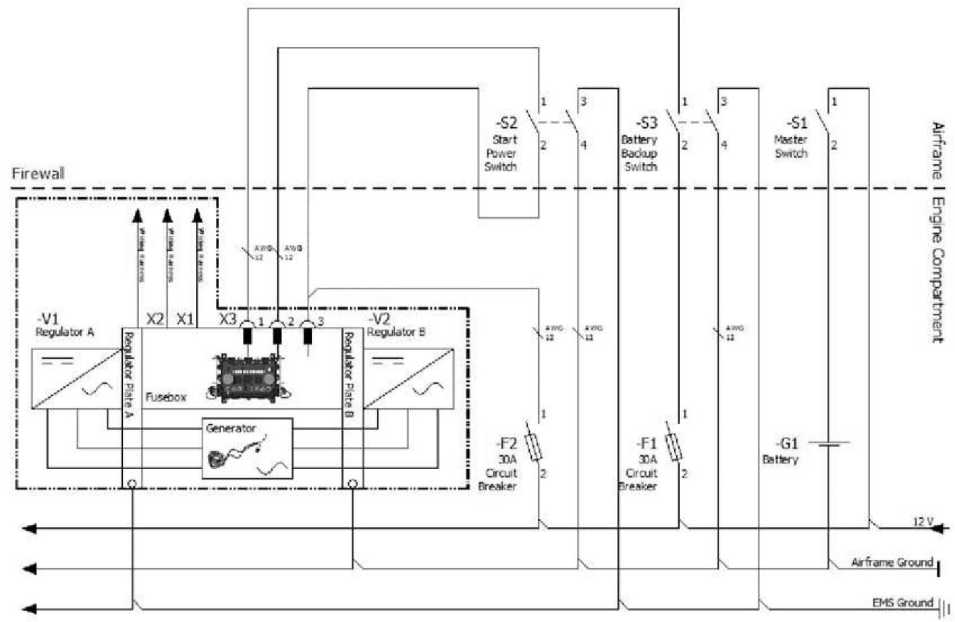 1
3
1
3
1
-S2
-S3
-S1
Start
Power
Switch
Battery
Backup
Switch
Master
Switch
2
4
2
4
2
Airframe
Engine Compartment
Firewall
AWG
12
AWG
12
-V1
Regulator A
X2
X1
X3
1
2
3
-V2
Regulator B
AWG
12
AWG
12
AWG
12
Regulator Plate A
Regulator Plate B
Fusebox
Generator
1
1
-F2
30A
Circuit
Breaker
2
-F1
30A
Circuit
Breaker
2
-G1
Battery
12 V
Airframe Ground
EMS Ground